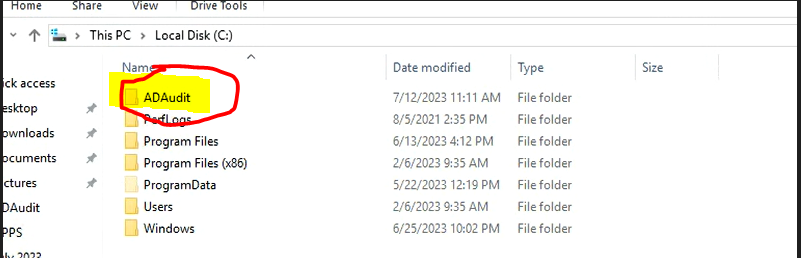 Home Share View Drive Tools
This PC > Local Disk (C:)
Name Date modified Type Size
ick access
esktop
ownloads
ocuments
ictures
DAudit
PPS
ADAudit 7/12/2023 11:11 AM File folder
PerfLogs 8/5/2021 2:35 PM File folder
Program Files 6/13/2023 4:12 PM File folder
Program Files (x86) 2/6/2023 9:35 AM File folder
ProgramData 5/22/2023 12:19 PM File folder
Users 2/6/2023 9:35 AM File folder
Windows 6/25/2023 10:02 PM File folder